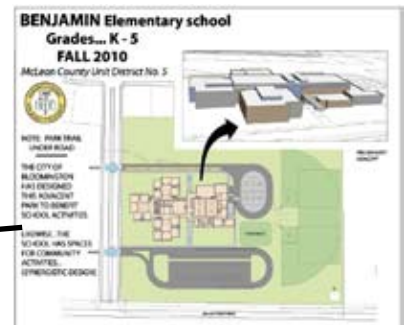 BENJAMIN Elementary school
Grades... K - 5
FALL 2010
McLean County Unit District No. 5
NOTE: PARK TRAIL
UNDER ROAD
THE CITY OF
BLOOMINGTON
HAS DESIGNED
THIS ADJACENT
PARK TO BENEFIT
SCHOOL ACTIVITIES
LIKEWISE, THE
SCHOOL HAS SPACES
FOR COMMUNITY
ACTIVITIES...
SYNERGISTIC DESIGN
PRELIMINARY
CONCEPT